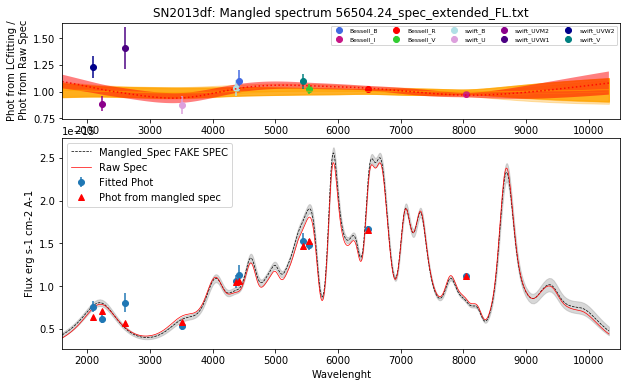 SN2013df: Mangled spectrum 56504.24_spec_extended_FL.txt
Phot from LCfitting /
Phot from Raw Spec
1.50
1.25
1.00
0.75
Bessell_B
Bessell_I
Bessell_R
Bessell_V
swift_B
swift_U
swift_UVM2
swift_UVW1
swift_UVW2
swift_V
2000 3000 4000 5000 6000 7000 8000 9000 10000
Flux erg s-1 cm-2 A-1
2.5
2.0
1.5
1.0
0.5
Mangled_Spec FAKE SPEC
Raw Spec
Fitted Phot
Phot from mangled spec
2000 3000 4000 5000 6000 7000 8000 9000 10000
Wavelenght